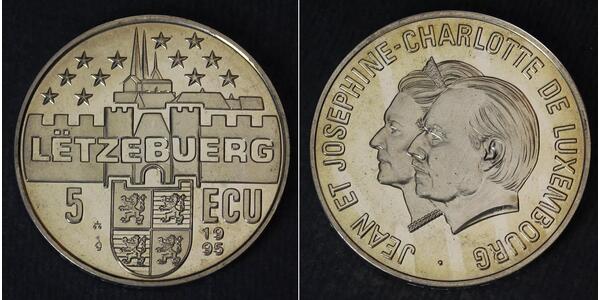 LËTZEBUERG
5 ECU
19
95
JEAN ET JOSEPHINE-CHARLOTTE DE LUXEMBOURG